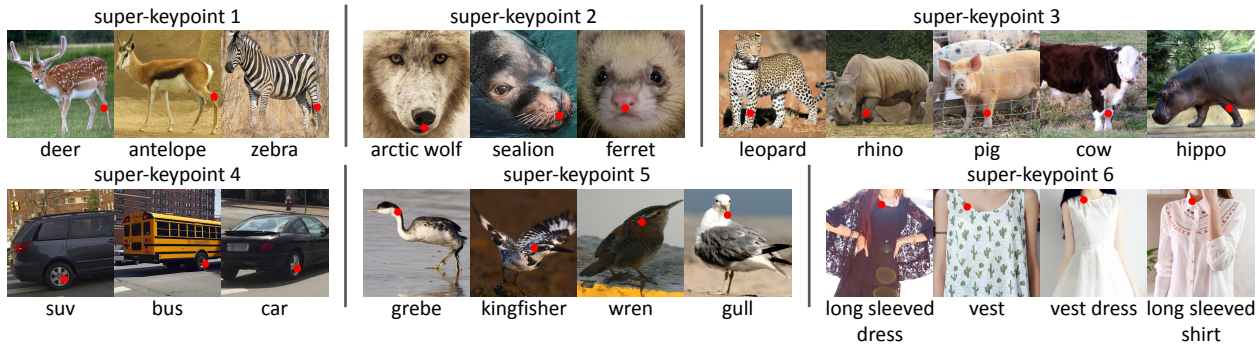 super-keypoint 1
deer
antelope
zebra
super-keypoint 2
arctic wolf
sealion
ferret
super-keypoint 3
leopard
rhino
pig
cow
hippo
super-keypoint 4
suv
bus
car
super-keypoint 5
grebe
kingfisher
wren
gull
super-keypoint 6
long sleeved
dress
vest
vest dress
long sleeved
shirt